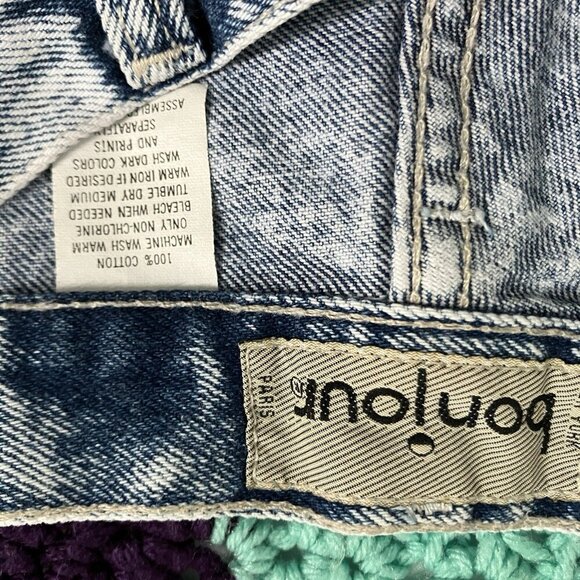 100% COTTON
MACHINE WASH WARM
ONLY NON-CHLORINE
BLEACH WHEN NEEDED
TUMBLE DRY MEDIUM
WARM IRON IF DESIRED
WASH DARK COLORS
AND PRINTS
SEPARATELY
bonjour
PARIS